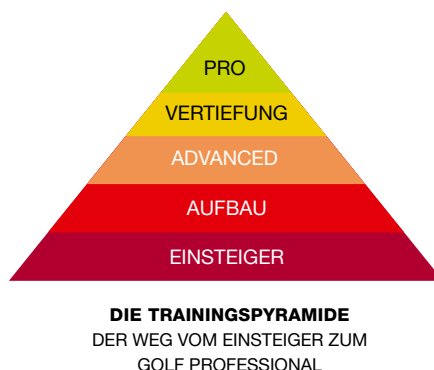 PRO
VERTIEFUNG
ADVANCED
AUFBAU
EINSTEIGER
DIE TRAININGSPYRAMIDE
DER WEG VOM EINSTEIGER ZUM
GOLF PROFESSIONAL